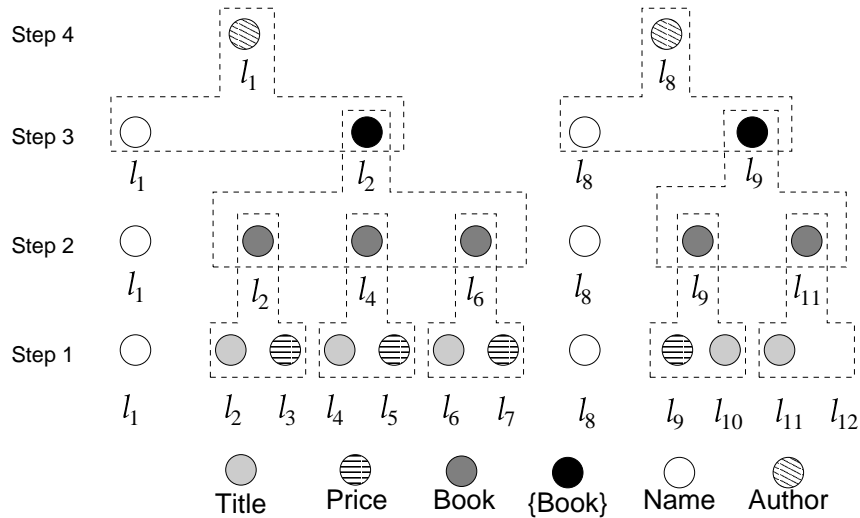 Step 4
l1 l8
Step 3
l1 l2 l8 l9
Step 2
l1 l2 l4 l6 l8 l9 l11
Step 1
l1 l2 l3 l4 l5 l6 l7 l8 l9 l10 l11 l12
Title Price Book {Book} Name Author